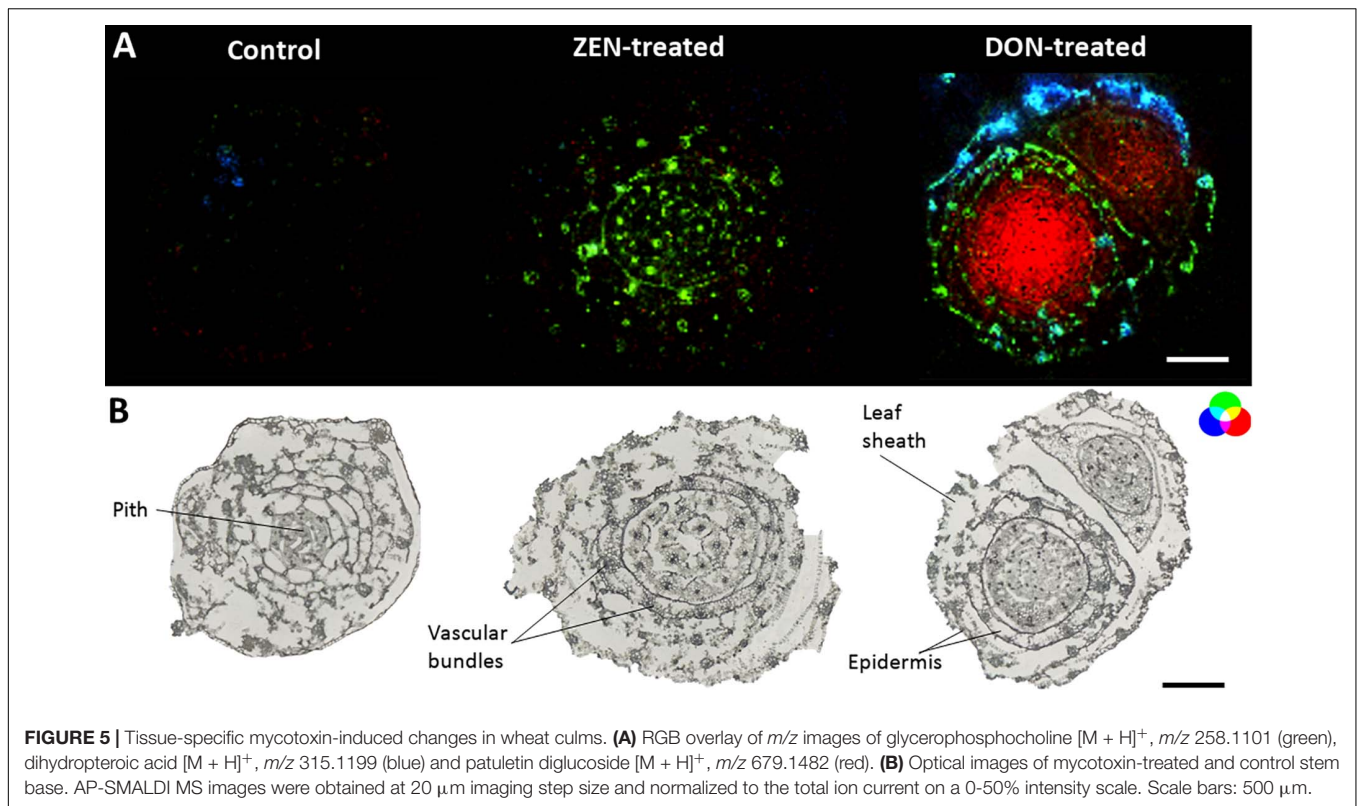 A
Control
ZEN-treated
DON-treated
B
Pith
Vascular
bundles
Leaf
sheath
Epidermis
FIGURE 5 | Tissue-specific mycotoxin-induced changes in wheat culms. (A) RGB overlay of m/z images of glycerophosphocholine [M + H]+, m/z 258.1101 (green),
dihydropteroic acid [M + H]+, m/z 315.1199 (blue) and patuletin diglucoside [M + H]+, m/z 679.1482 (red). (B) Optical images of mycotoxin-treated and control stem
base. AP-SMALDI MS images were obtained at 20 μm imaging step size and normalized to the total ion current on a 0-50% intensity scale. Scale bars: 500 μm.